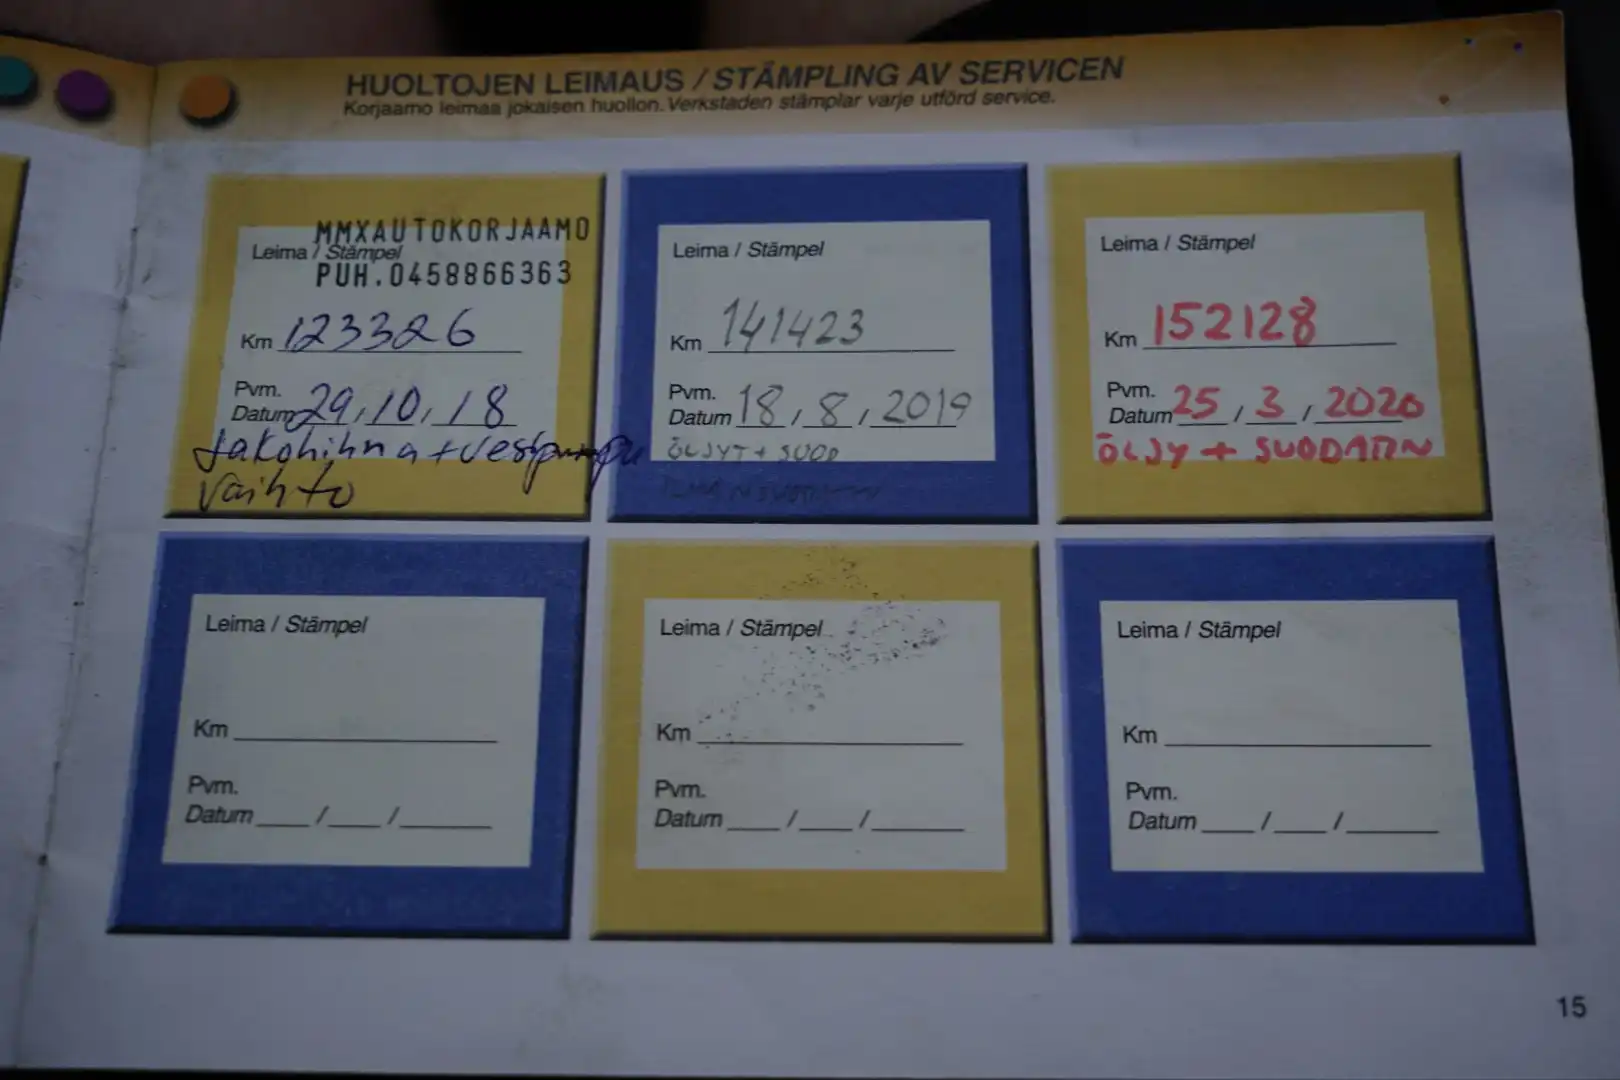 HUOLTOJEN LEIMAUS / STÄMPLING AV SERVICEN
Korjaamo leimaa jokaisen huollon. Verkstaden stämplar varje utförd service.
MMXAUTOKORJAAMO
Leima / Stämpel
PUH.0458866363
Km 123326
Pvm.
Datum 29,10,18
Jakohihna + vesipumpu
Vaihto
Leima / Stämpel
Km 141423
Pvm.
Datum 18 / 8 / 2019
ÖLJYT + SUOD
Leima / Stämpel
Km 152128
Pvm.
Datum 25 / 3 / 2020
ÖLJY + SUODATIN
Leima / Stämpel
Km
Pvm.
Datum / /
Leima / Stämpel
Km
Pvm.
Datum / /
Leima / Stämpel
Km
Pvm.
Datum / /
15